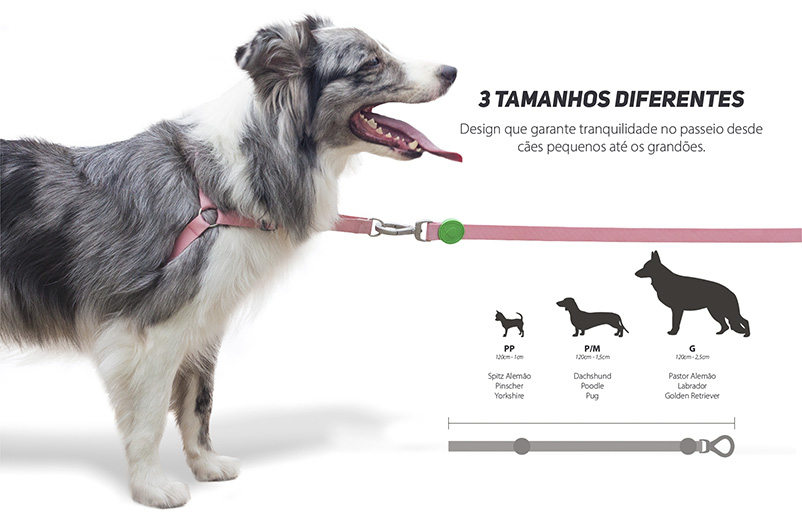 3 TAMANHOS DIFERENTES
Design que garante tranquilidade no passeio desde
cães pequenos até os grandões.
PP
120cm - 1cm
Spitz Alemão
Pinscher
Yorkshire
P/M
120cm - 1,5cm
Dachshund
Poodle
Pug
G
120cm - 2,5cm
Pastor Alemão
Labrador
Golden Retriever